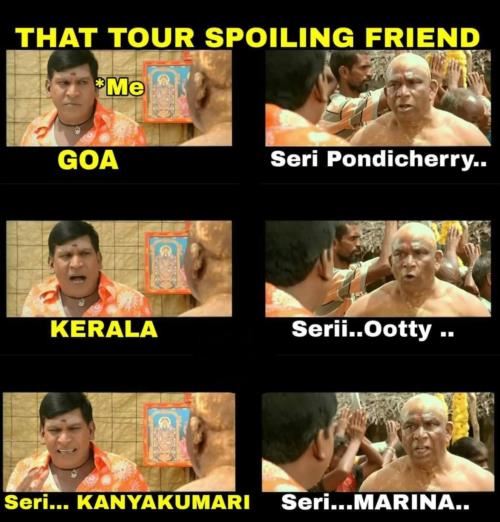 THAT TOUR SPOILING FRIEND
*Me
GOA
Seri Pondicherry..
KERALA
Serii..Ootty ..
Seri... KANYAKUMARI
Seri...MARINA..